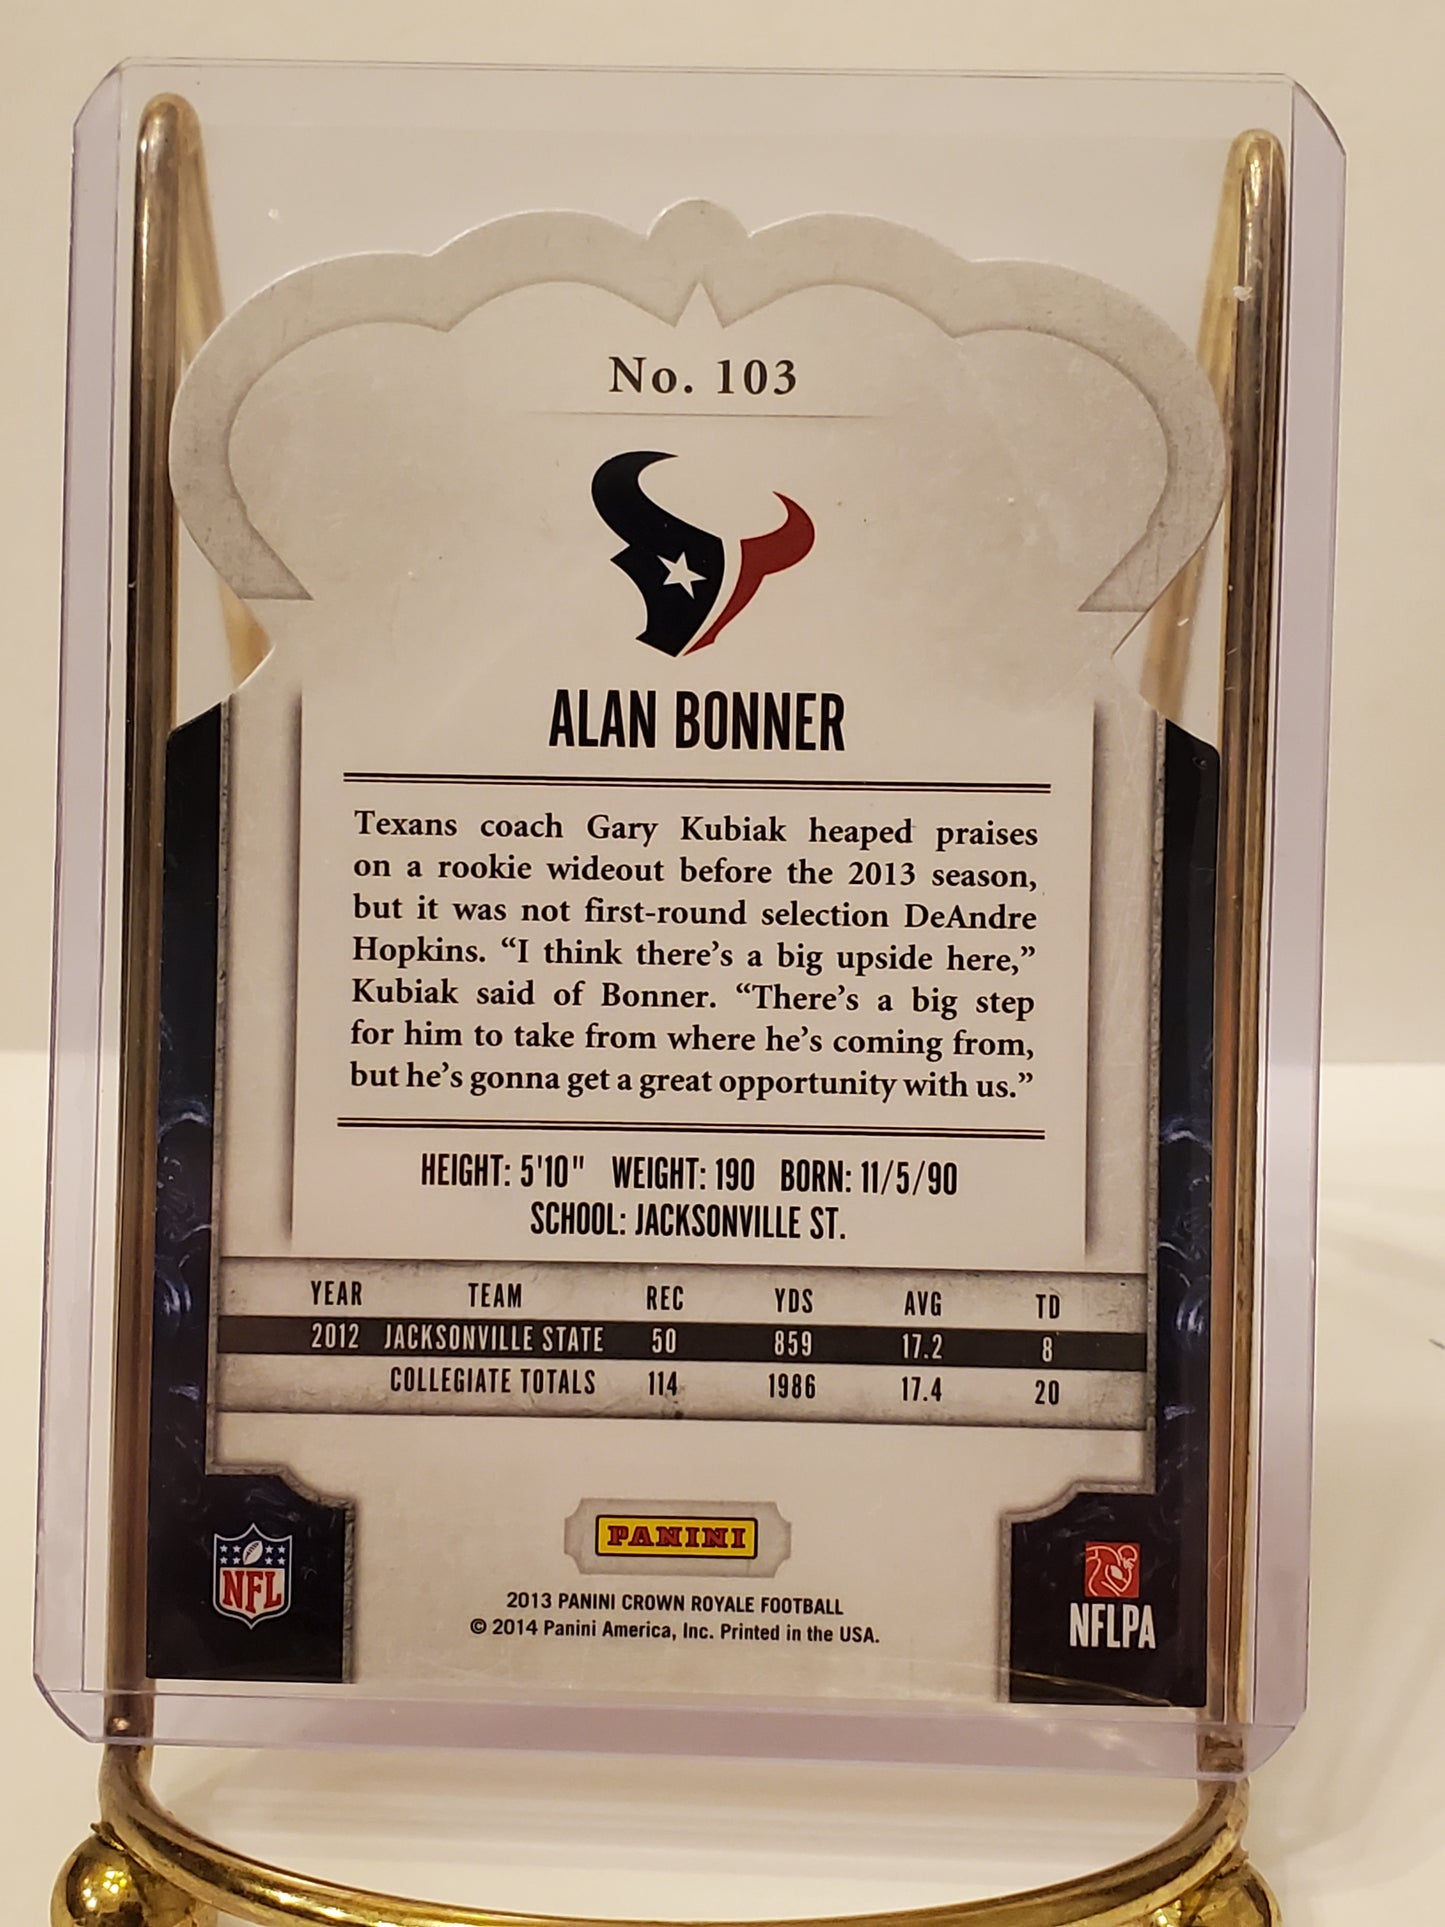 No. 103
ALAN BONNER
Texans coach Gary Kubiak heaped praises
on a rookie wideout before the 2013 season,
but it was not first-round selection DeAndre
Hopkins. “I think there’s a big upside here,”
Kubiak said of Bonner. “There’s a big step
for him to take from where he’s coming from,
but he’s gonna get a great opportunity with us.”
HEIGHT: 5'10" WEIGHT: 190 BORN: 11/5/90
SCHOOL: JACKSONVILLE ST.
YEAR TEAM REC YDS AVG TD
2012 JACKSONVILLE STATE 50 859 17.2 8
COLLEGIATE TOTALS 114 1986 17.4 20
PANINI
NFL
NFLPA
2013 PANINI CROWN ROYALE FOOTBALL
© 2014 Panini America, Inc. Printed in the USA.